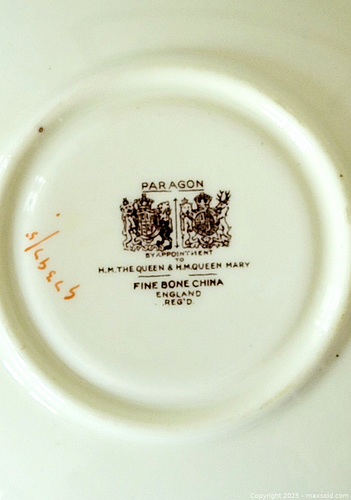 PARAGON
BY APPOINTMENT
TO
H.M. THE QUEEN & H.M. QUEEN MARY
FINE BONE CHINA
ENGLAND
REG'D.
Copyright 2025 - maxsold.com